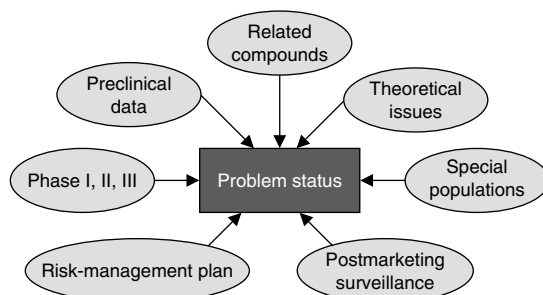 Related
compounds
Preclinical
data
Theoretical
issues
Phase I, II, III
Problem status
Special
populations
Risk-management plan
Postmarketing
surveillance